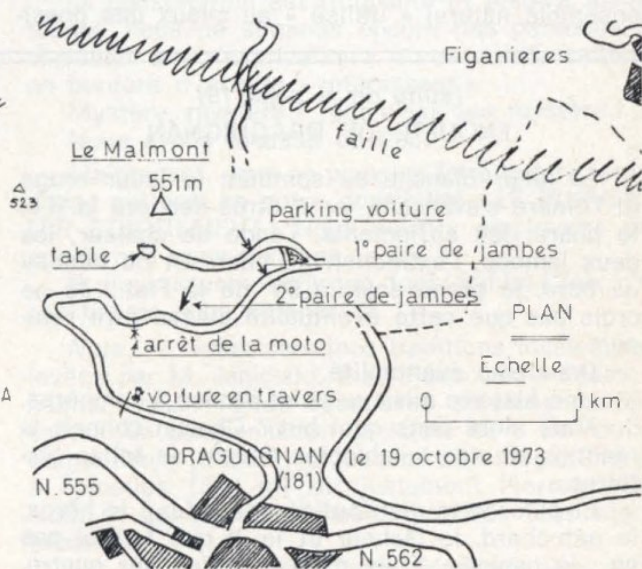 Figanieres
faille
Le Malmont
551m
523
parking voiture
table
1° paire de jambes
2° paire de jambes
PLAN
arrêt de la moto
Echelle
voiture en travers
0 1 km
DRAGUIGNAN le 19 octobre 1973
(181)
N. 555
N.562